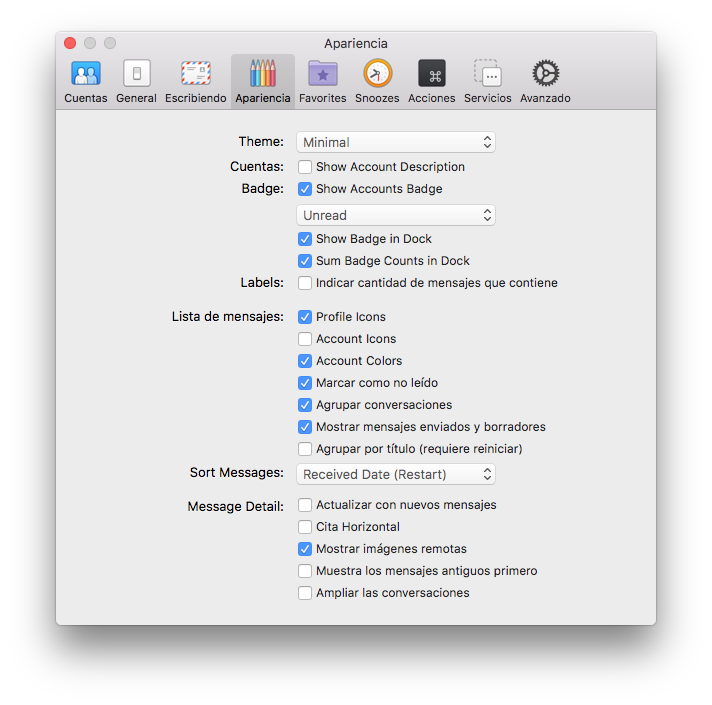 Apariencia
Cuentas General Escribiendo Apariencia Favorites Snoozes Acciones Servicios Avanzado
Theme: Minimal
Cuentas: Show Account Description
Badge: Show Accounts Badge
Unread
Show Badge in Dock
Sum Badge Counts in Dock
Labels: Indicar cantidad de mensajes que contiene
Lista de mensajes: Profile Icons
Account Icons
Account Colors
Marcar como no leído
Agrupar conversaciones
Mostrar mensajes enviados y borradores
Agrupar por título (requiere reiniciar)
Sort Messages: Received Date (Restart)
Message Detail: Actualizar con nuevos mensajes
Cita Horizontal
Mostrar imágenes remotas
Muestra los mensajes antiguos primero
Ampliar las conversaciones